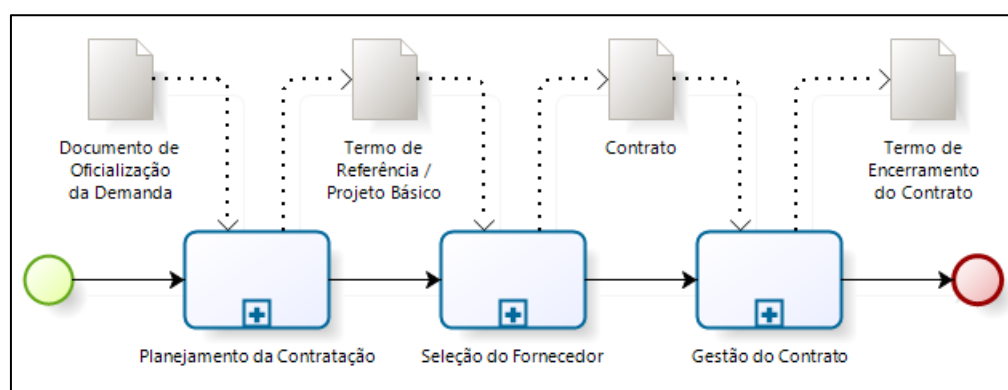 Documento de
Oficialização
da Demanda
Termo de
Referência /
Projeto Básico
Contrato
Termo de
Encerramento
do Contrato
Planejamento da Contratação
Seleção do Fornecedor
Gestão do Contrato